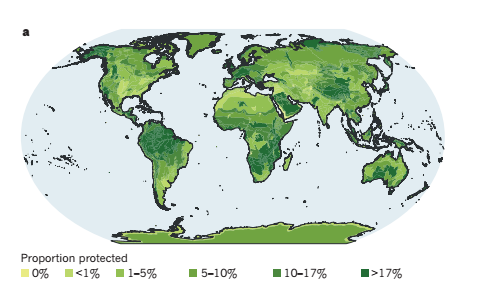 a
Proportion protected
0% <1% 1–5% 5–10% 10–17% >17%